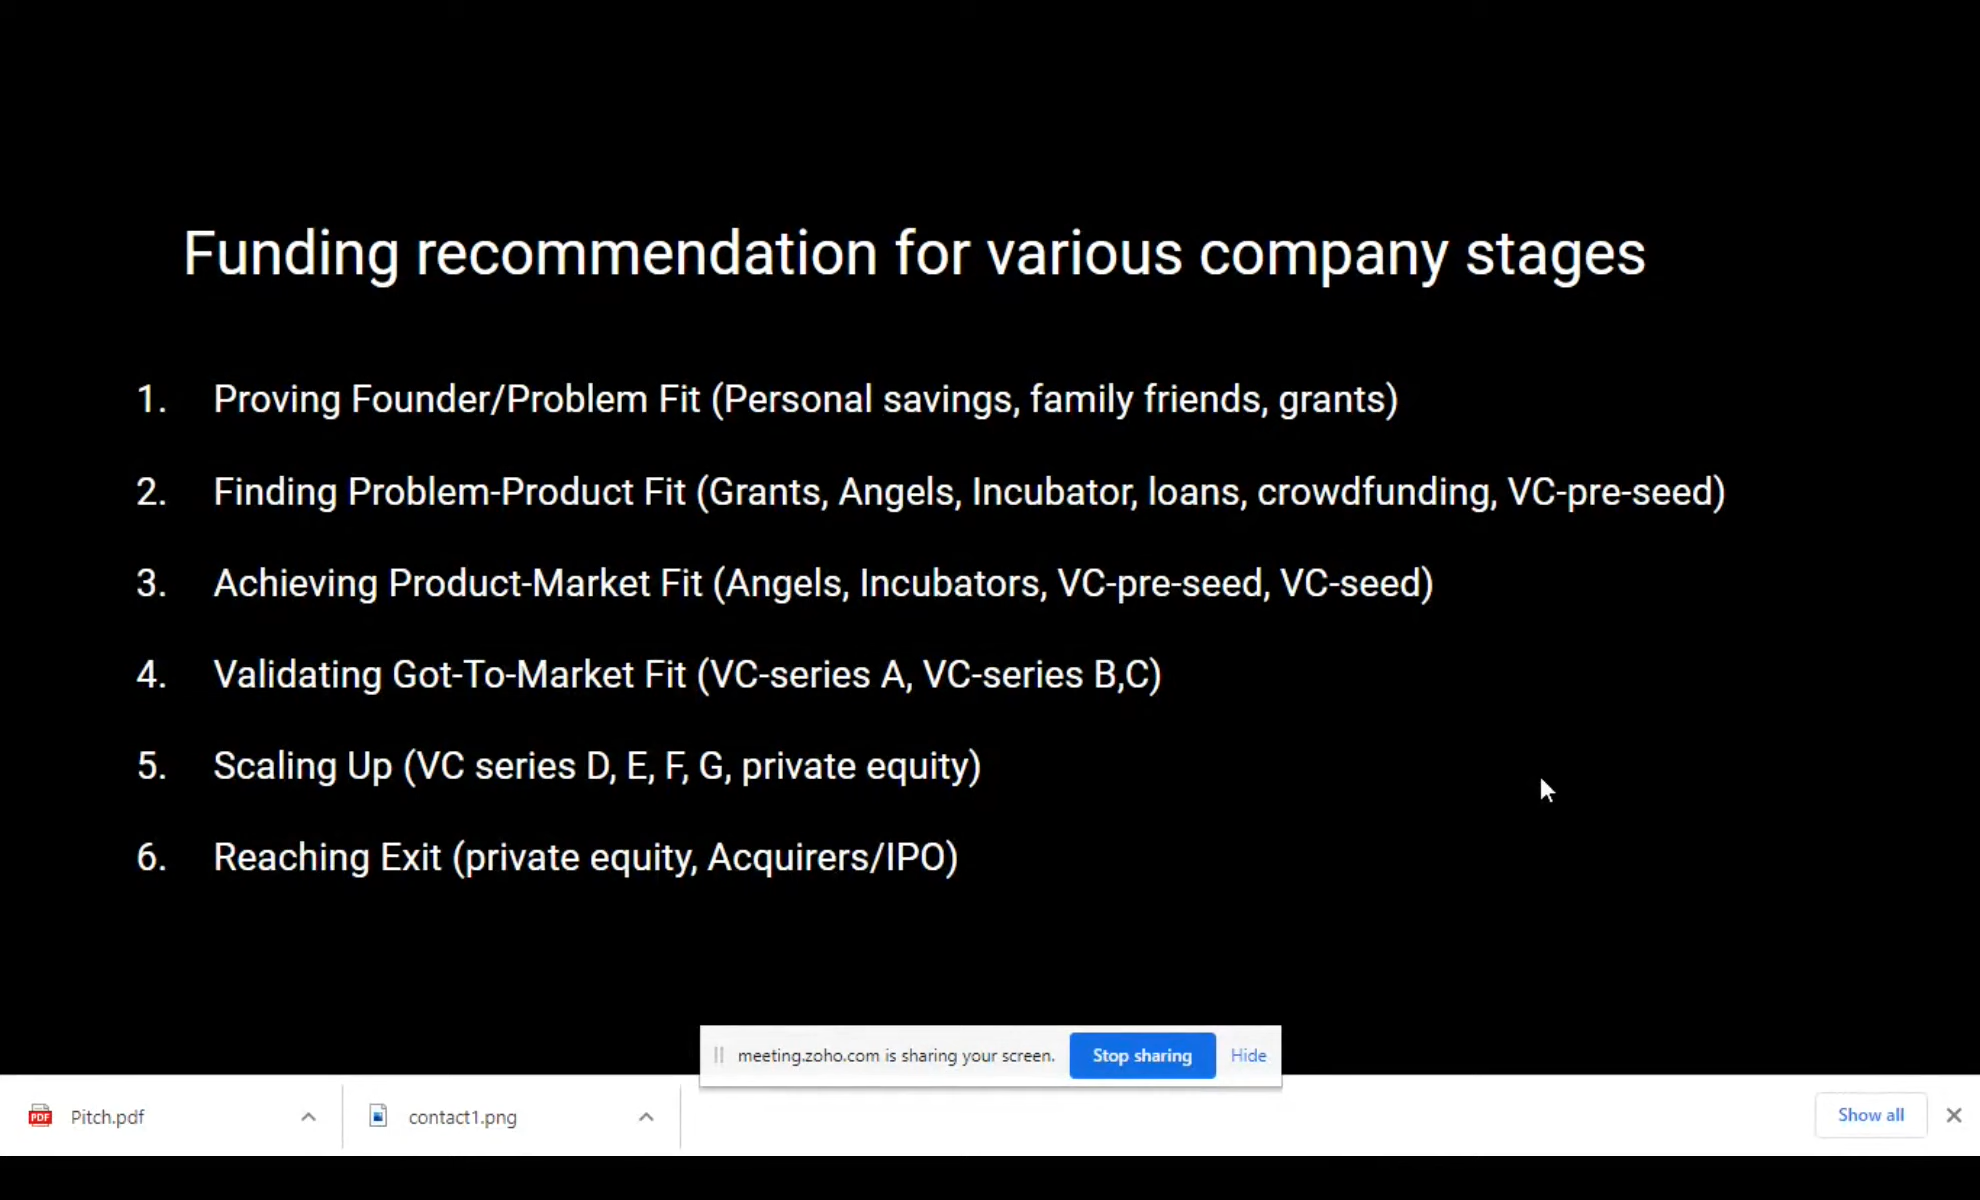 Funding recommendation for various company stages
1. Proving Founder/Problem Fit (Personal savings, family friends, grants)
2. Finding Problem-Product Fit (Grants, Angels, Incubator, loans, crowdfunding, VC-pre-seed)
3. Achieving Product-Market Fit (Angels, Incubators, VC-pre-seed, VC-seed)
4. Validating Got-To-Market Fit (VC-series A, VC-series B,C)
5. Scaling Up (VC series D, E, F, G, private equity)
6. Reaching Exit (private equity, Acquirers/IPO)
meeting.zoho.com is sharing your screen. Stop sharing Hide
PDF Pitch.pdf contact1.png Show all